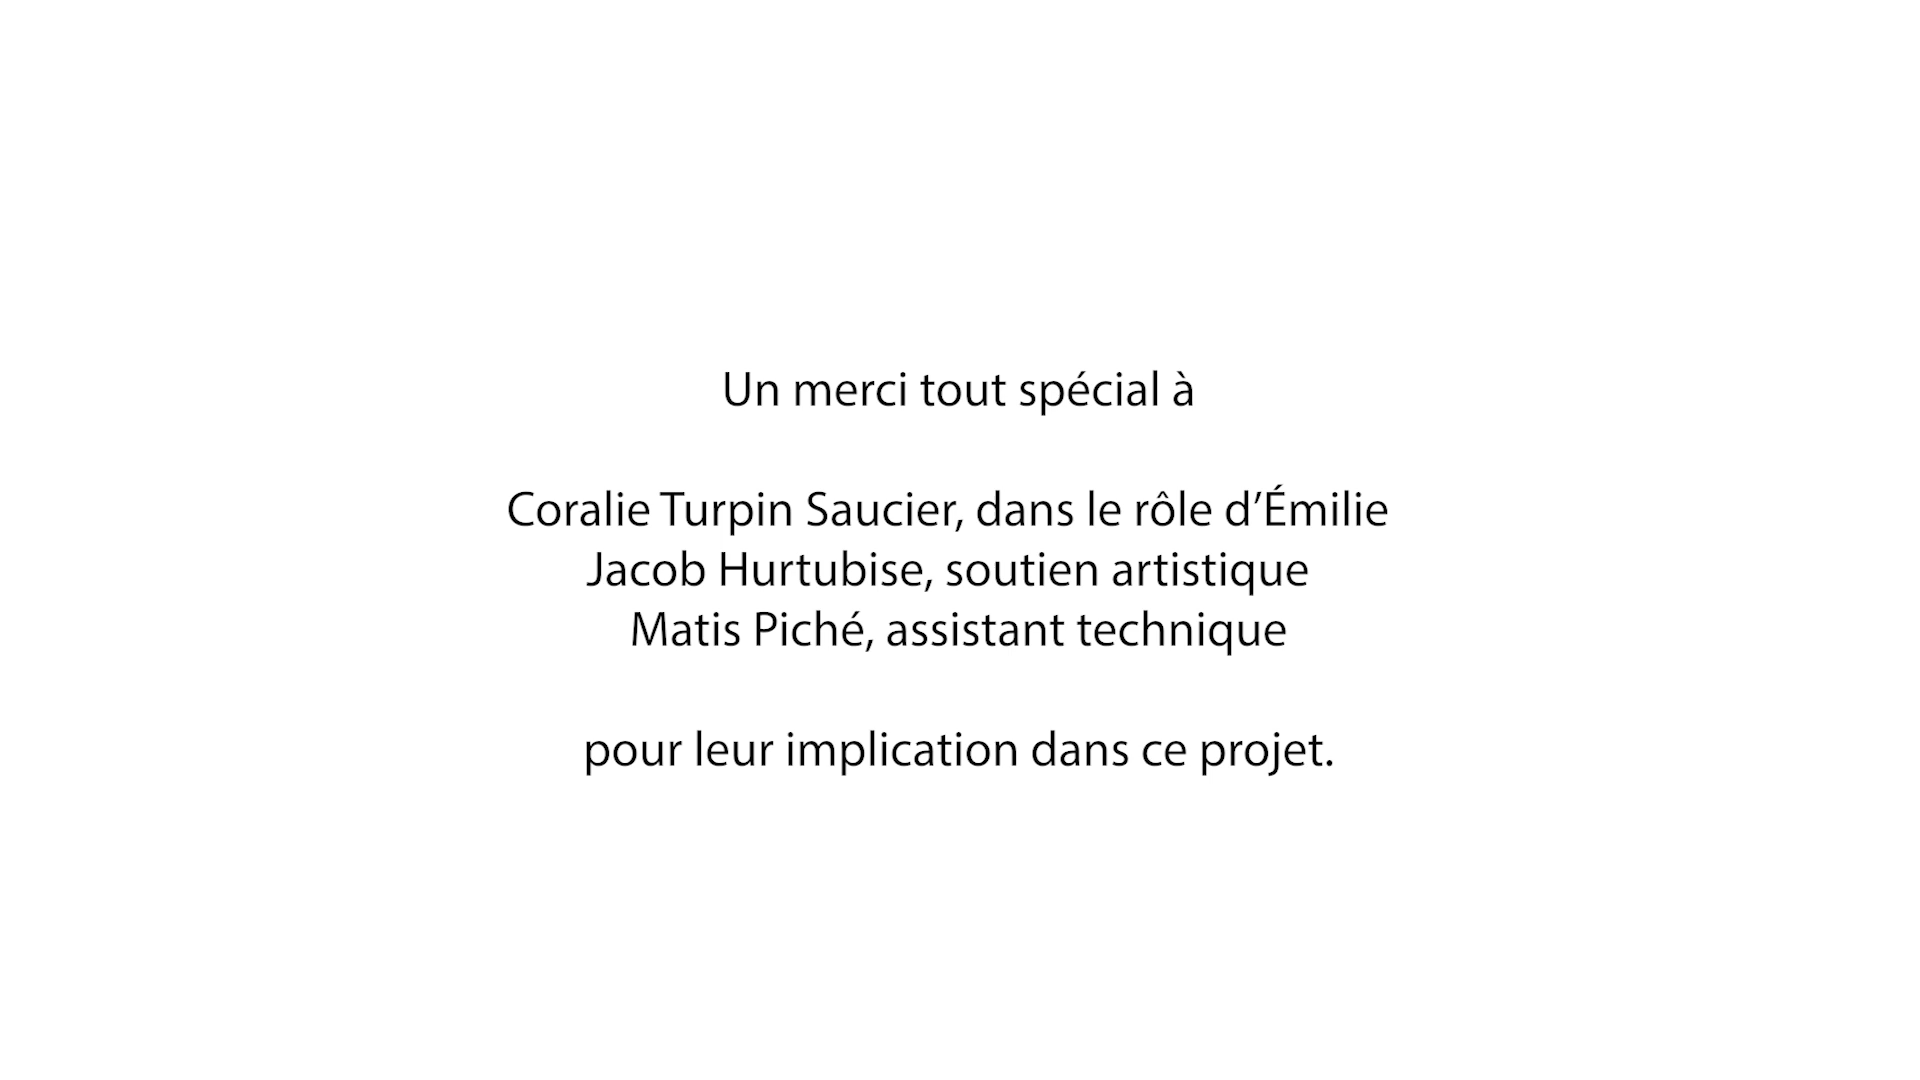 Un merci tout spécial à
Coralie Turpin Saucier, dans le rôle d’Émilie
Jacob Hurtubise, soutien artistique
Matis Piché, assistant technique
pour leur implication dans ce projet.